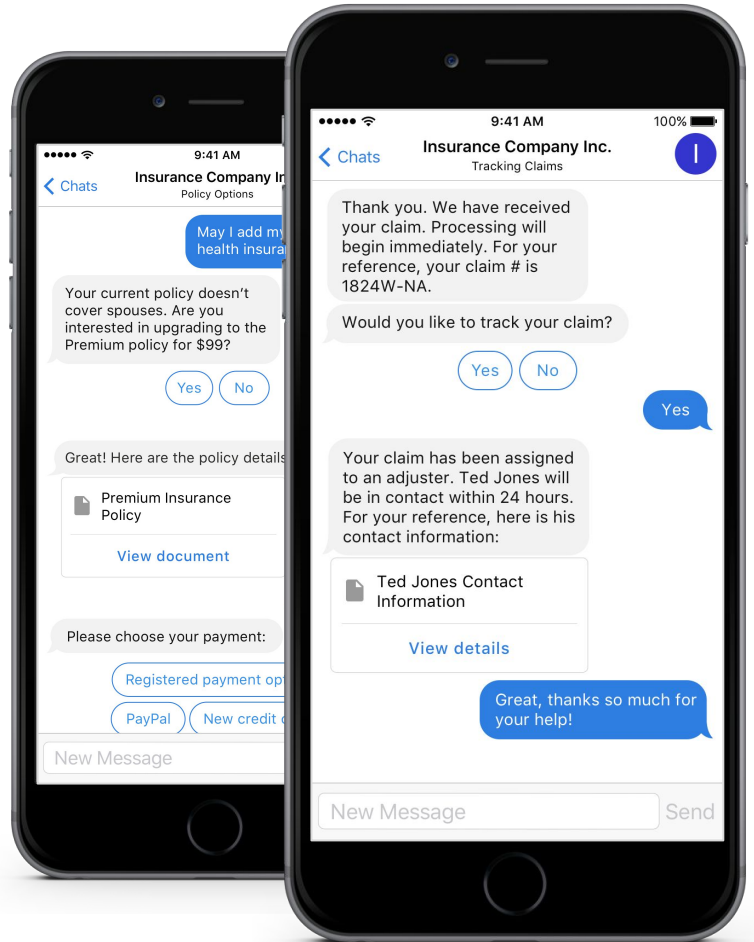 9:41 AM
Chats
Insurance Company
Policy Options
May I add
health
Your current policy doesn't
cover spouses. Are you
interested in upgrading to the
Premium policy for $99?
Yes No
Great! Here are the policy details
Premium Insurance
Policy
View document
Please choose your payment:
Registered payment
PayPal New credit
New Message
9:41 AM 100%
Chats
Insurance Company Inc.
Tracking Claims
I
Thank you. We have received
your claim. Processing will
begin immediately. For your
reference, your claim # is
1824W-NA.
Would you like to track your claim?
Yes No
Yes
Your claim has been assigned
to an adjuster. Ted Jones will
be in contact within 24 hours.
For your reference, here is his
contact information:
Ted Jones Contact
Information
View details
Great, thanks so much for
your help!
New Message Send